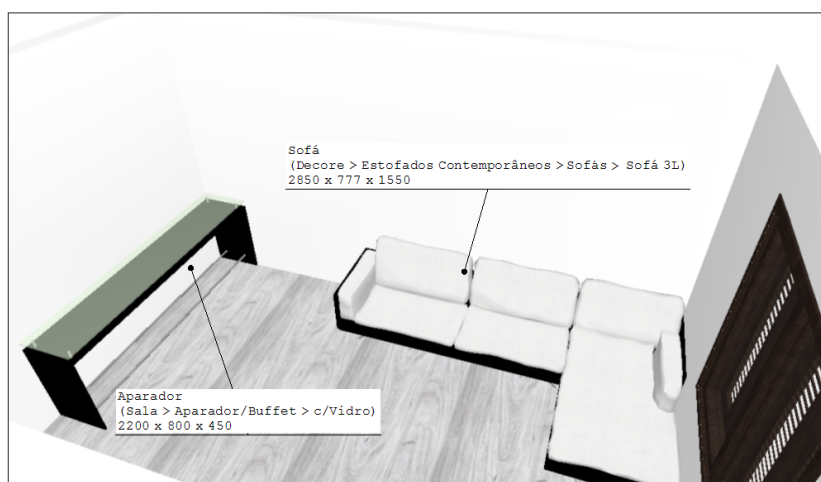 Sofá
(Decore > Estofados Contemporâneos > Sofás > Sofá 3L)
2850 x 777 x 1550
Aparador
(Sala > Aparador/Buffet > c/Vidro)
2200 x 800 x 450